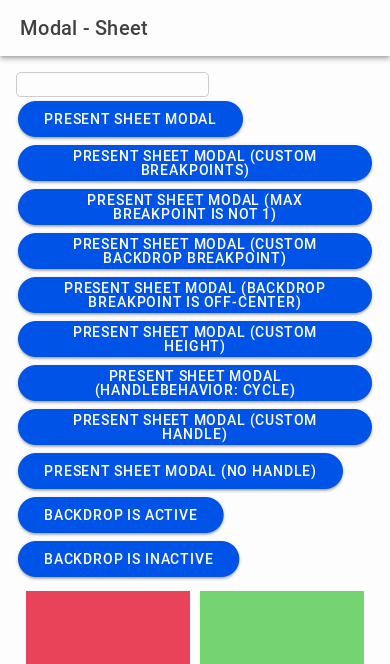 Modal - Sheet
PRESENT SHEET MODAL
PRESENT SHEET MODAL (CUSTOM
BREAKPOINTS)
PRESENT SHEET MODAL (MAX
BREAKPOINT IS NOT 1)
PRESENT SHEET MODAL (CUSTOM
BACKDROP BREAKPOINT)
PRESENT SHEET MODAL (BACKDROP
BREAKPOINT IS OFF-CENTER)
PRESENT SHEET MODAL (CUSTOM
HEIGHT)
PRESENT SHEET MODAL
(HANDLEBEHAVIOR: CYCLE)
PRESENT SHEET MODAL (CUSTOM
HANDLE)
PRESENT SHEET MODAL (NO HANDLE)
BACKDROP IS ACTIVE
BACKDROP IS INACTIVE